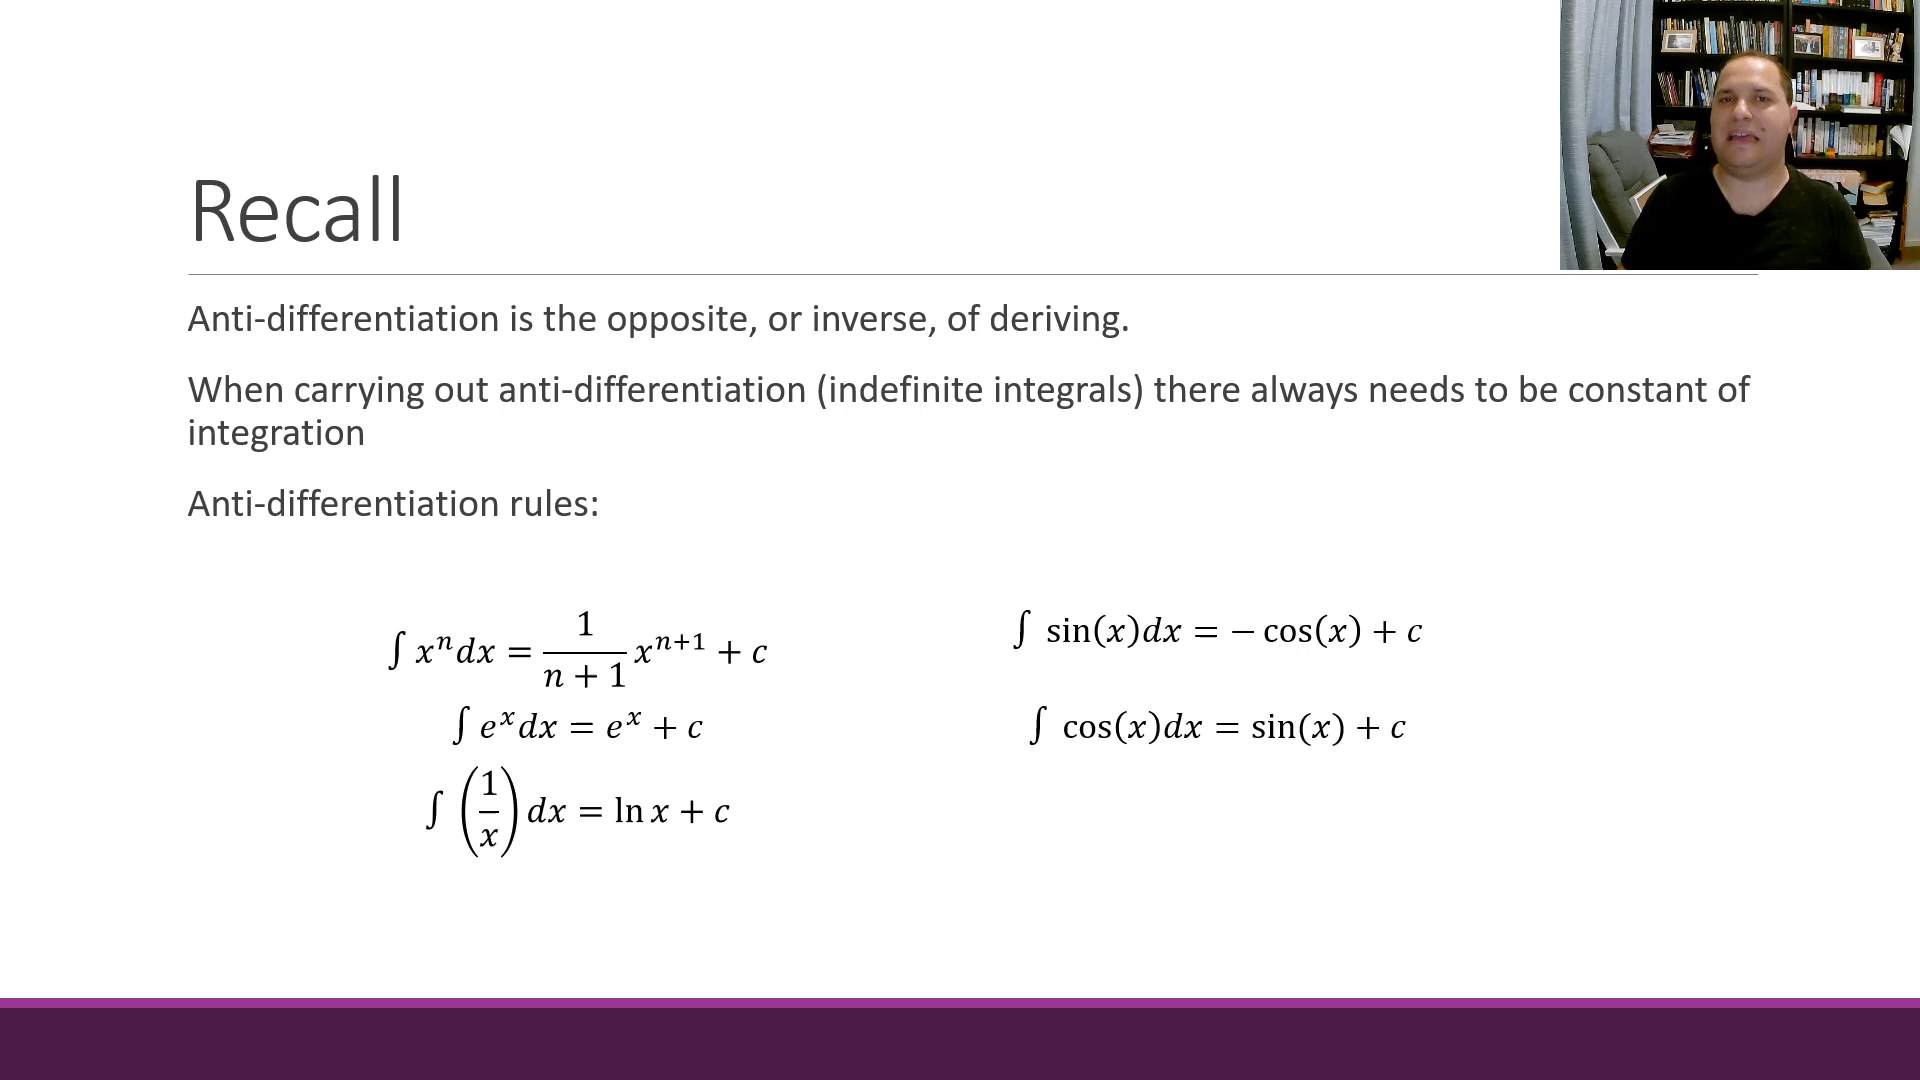 Recall
Anti-differentiation is the opposite, or inverse, of deriving.
When carrying out anti-differentiation (indefinite integrals) there always needs to be constant of
integration
Anti-differentiation rules:
∫ xⁿdx = 1/(n + 1) xⁿ⁺¹ + c
∫ eˣdx = eˣ + c
∫ (1/x) dx = ln x + c
∫ sin(x)dx = − cos(x) + c
∫ cos(x)dx = sin(x) + c